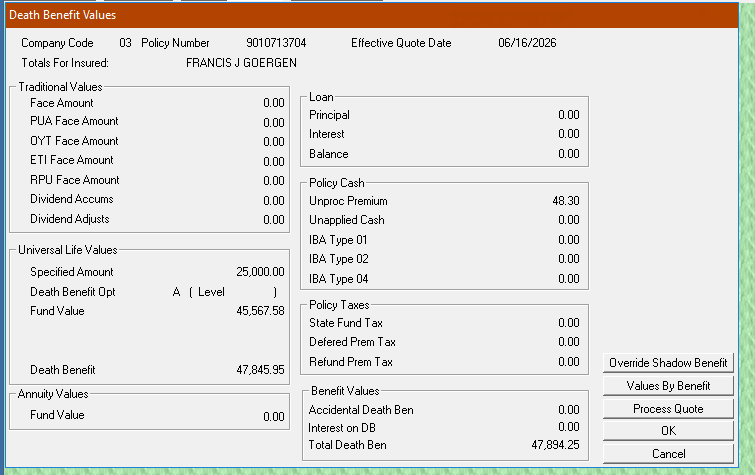 Death Benefit Values
Company Code 03 Policy Number 9010713704 Effective Quote Date 06/16/2026
Totals For Insured: FRANCIS J GOERGEN
Traditional Values
Face Amount 0.00
PUA Face Amount 0.00
OYT Face Amount 0.00
ETI Face Amount 0.00
RPU Face Amount 0.00
Dividend Accums 0.00
Dividend Adjusts 0.00
Universal Life Values
Specified Amount 25,000.00
Death Benefit Opt A ( Level )
Fund Value 45,567.58
Death Benefit 47,845.95
Annuity Values
Fund Value 0.00
Loan
Principal 0.00
Interest 0.00
Balance 0.00
Policy Cash
Unproc Premium 48.30
Unapplied Cash 0.00
IBA Type 01 0.00
IBA Type 02 0.00
IBA Type 04 0.00
Policy Taxes
State Fund Tax 0.00
Defered Prem Tax 0.00
Refund Prem Tax 0.00
Benefit Values
Accidental Death Ben 0.00
Interest on DB 0.00
Total Death Ben 47,894.25
Override Shadow Benefit
Values By Benefit
Process Quote
OK
Cancel